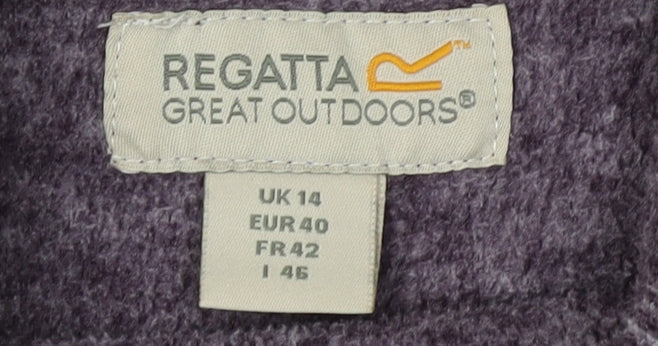 REGATTA
GREAT OUTDOORS®
UK 14
EUR 40
FR 42
I 46